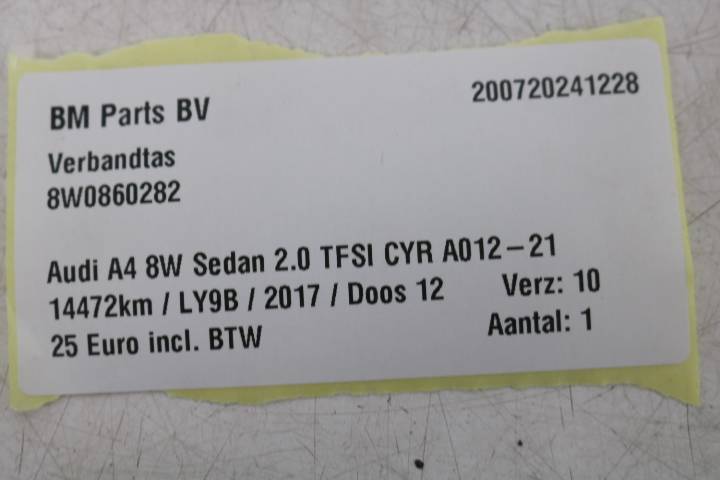 BM Parts BV 200720241228
Verbandtas
8W0860282
Audi A4 8W Sedan 2.0 TFSI CYR A012-21
14472km / LY9B / 2017 / Doos 12 Verz: 10
25 Euro incl. BTW Aantal: 1